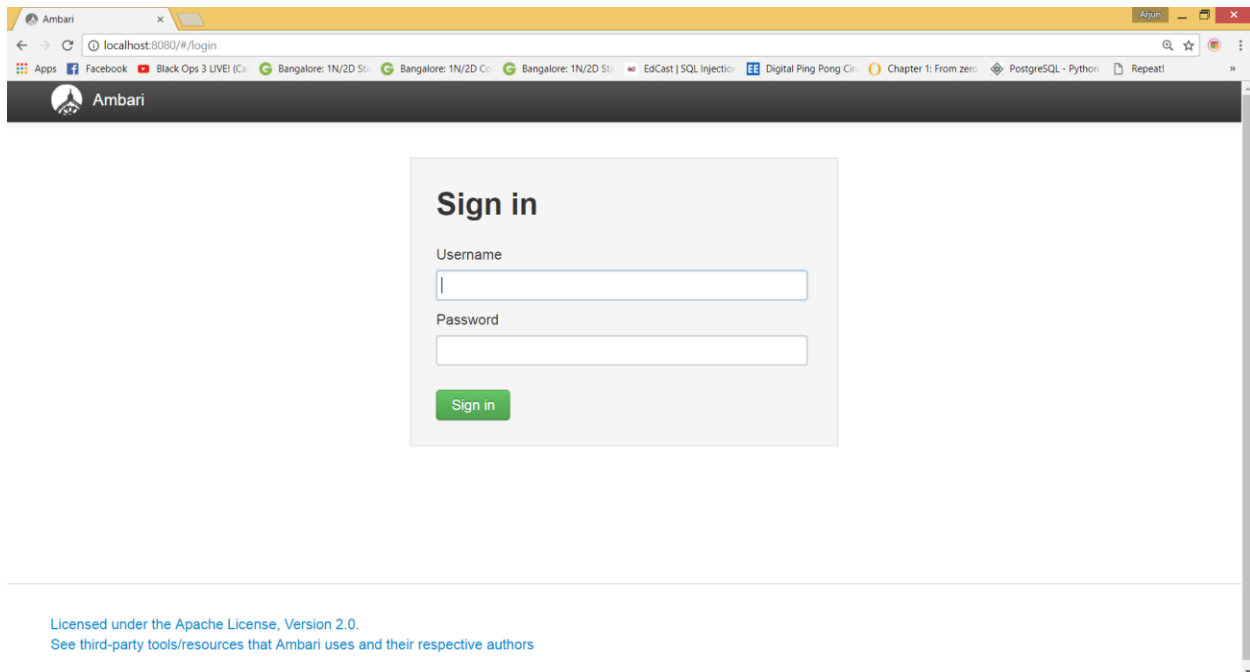 Ambari
Arjun
localhost:8080/#/login
Apps Facebook Black Ops 3 LIVE! (Ca Bangalore: 1N/2D Sta Bangalore: 1N/2D Co Bangalore: 1N/2D Sta EdCast | SQL Injection Digital Ping Pong Cir Chapter 1: From zero PostgreSQL - Python Repeat! »
Ambari
Sign in
Username
Password
Sign in
Licensed under the Apache License, Version 2.0.
See third-party tools/resources that Ambari uses and their respective authors